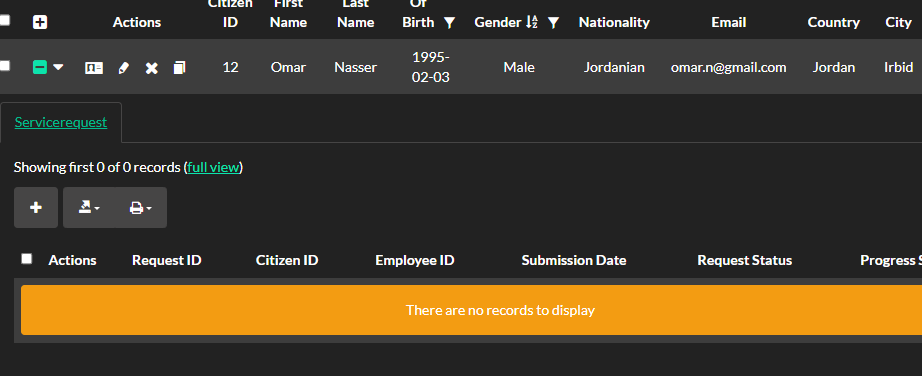 Citizen First Last Of
Actions ID Name Name Birth Gender Nationality Email Country City
12 Omar Nasser 1995-02-03 Male Jordanian omar.n@gmail.com Jordan Irbid
Servicerequest
Showing first 0 of 0 records (full view)
Actions Request ID Citizen ID Employee ID Submission Date Request Status Progress S
There are no records to display